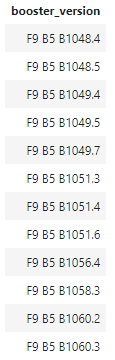 booster_version
F9 B5 B1048.4
F9 B5 B1048.5
F9 B5 B1049.4
F9 B5 B1049.5
F9 B5 B1049.7
F9 B5 B1051.3
F9 B5 B1051.4
F9 B5 B1051.6
F9 B5 B1056.4
F9 B5 B1058.3
F9 B5 B1060.2
F9 B5 B1060.3